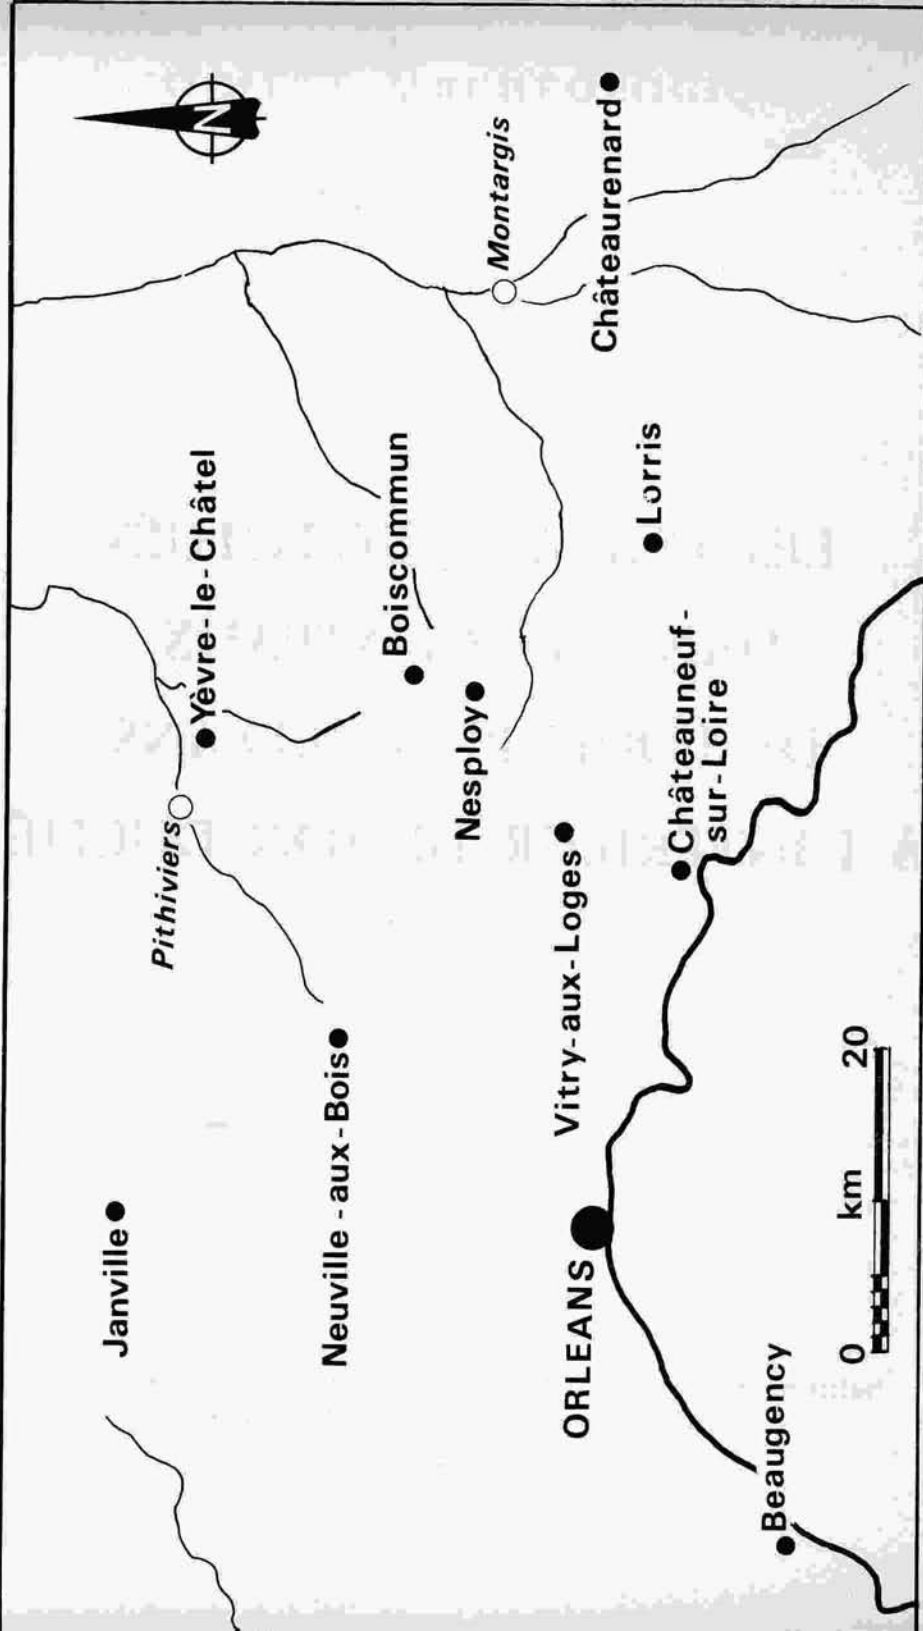 Janville
Pithiviers
Yèvre-le-Châtel
N
Neuville-aux-Bois
Boiscommun
Nesploy
Montargis
Vitry-aux-Loges
ORLEANS
Châteaurenard
Lorris
Châteauneuf-
sur-Loire
Beaugency
0 km 20